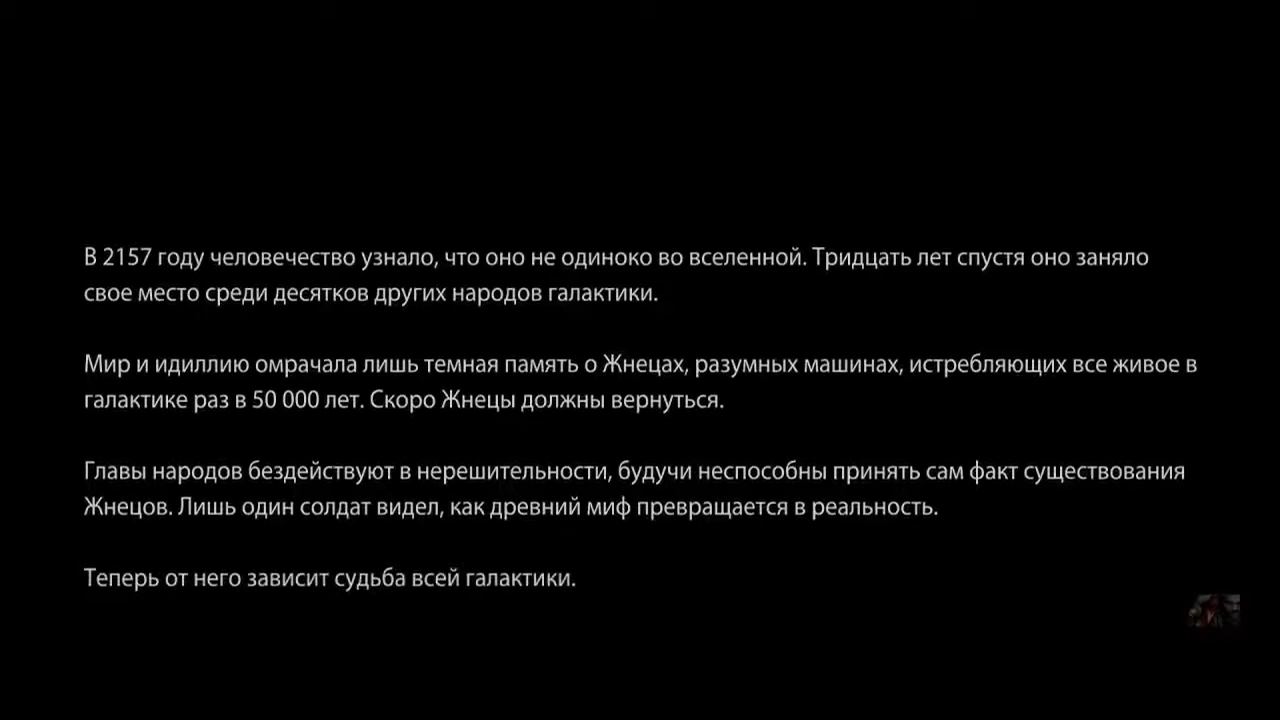 В 2157 году человечество узнало, что оно не одиноко во вселенной. Тридцать лет спустя оно заняло
свое место среди десятков других народов галактики.
Мир и идиллию омрачала лишь темная память о Жнецах, разумных машинах, истребляющих все живое в
галактике раз в 50 000 лет. Скоро Жнецы должны вернуться.
Главы народов бездействуют в нерешительности, будучи неспособны принять сам факт существования
Жнецов. Лишь один солдат видел, как древний миф превращается в реальность.
Теперь от него зависит судьба всей галактики.